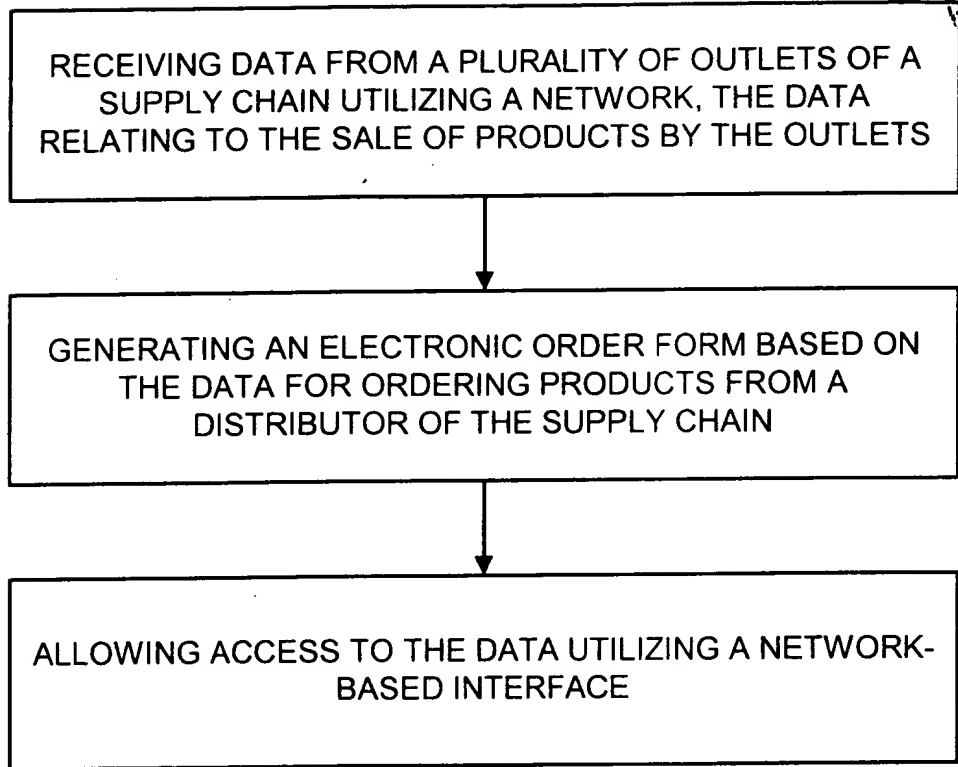 RECEIVING DATA FROM A PLURALITY OF OUTLETS OF A
SUPPLY CHAIN UTILIZING A NETWORK, THE DATA
RELATING TO THE SALE OF PRODUCTS BY THE OUTLETS
GENERATING AN ELECTRONIC ORDER FORM BASED ON
THE DATA FOR ORDERING PRODUCTS FROM A
DISTRIBUTOR OF THE SUPPLY CHAIN
ALLOWING ACCESS TO THE DATA UTILIZING A NETWORK-
BASED INTERFACE